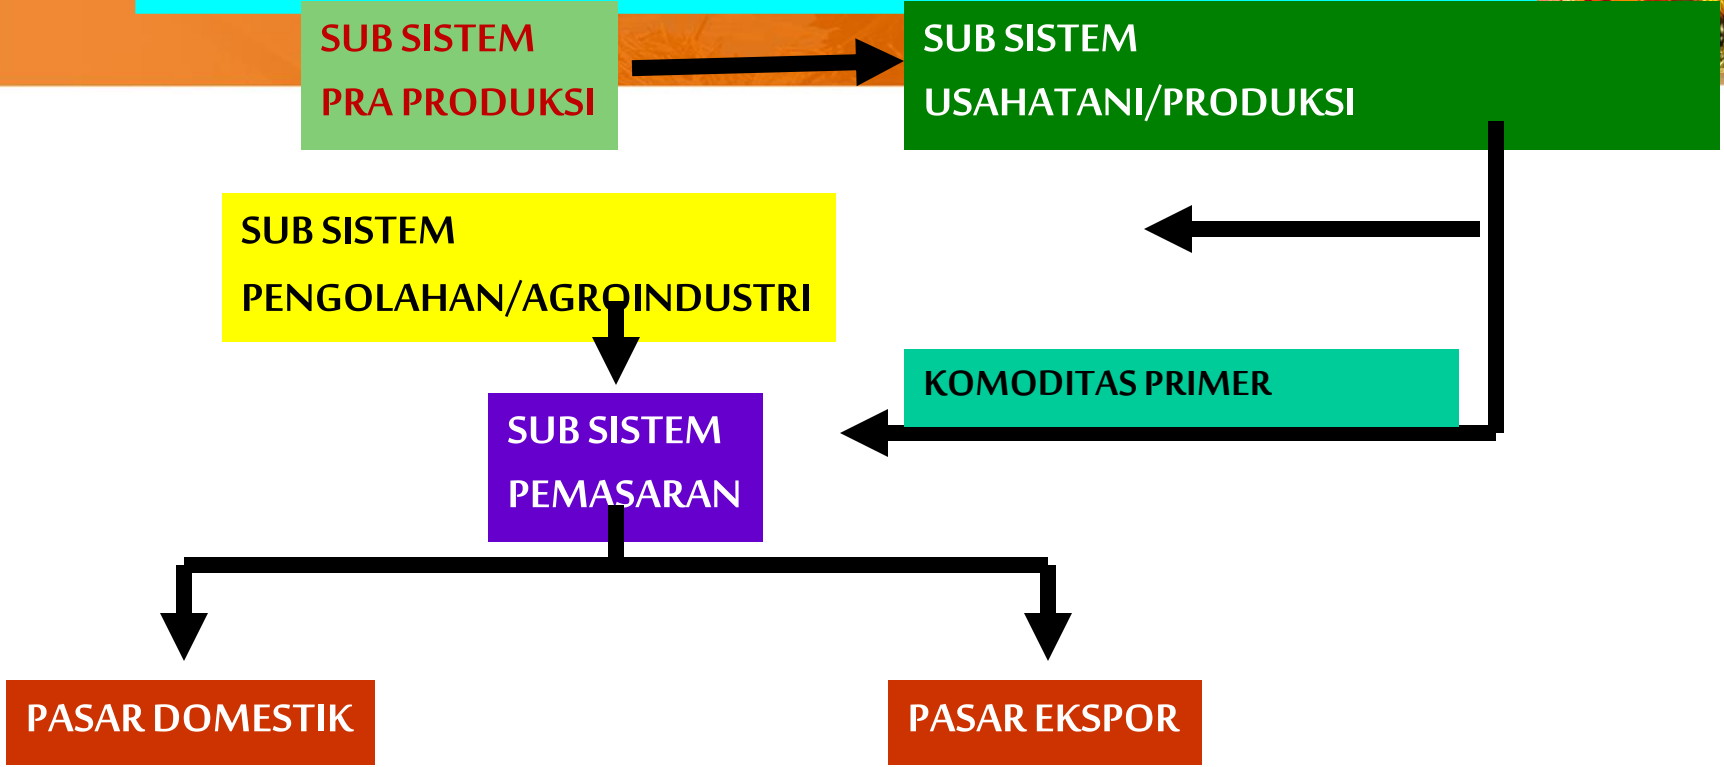 SUB SISTEM
PRA PRODUKSI
SUB SISTEM
USAHATANI/PRODUKSI
SUB SISTEM
PENGOLAHAN/AGROINDUSTRI
KOMODITAS PRIMER
SUB SISTEM
PEMASARAN
PASAR DOMESTIK
PASAR EKSPOR